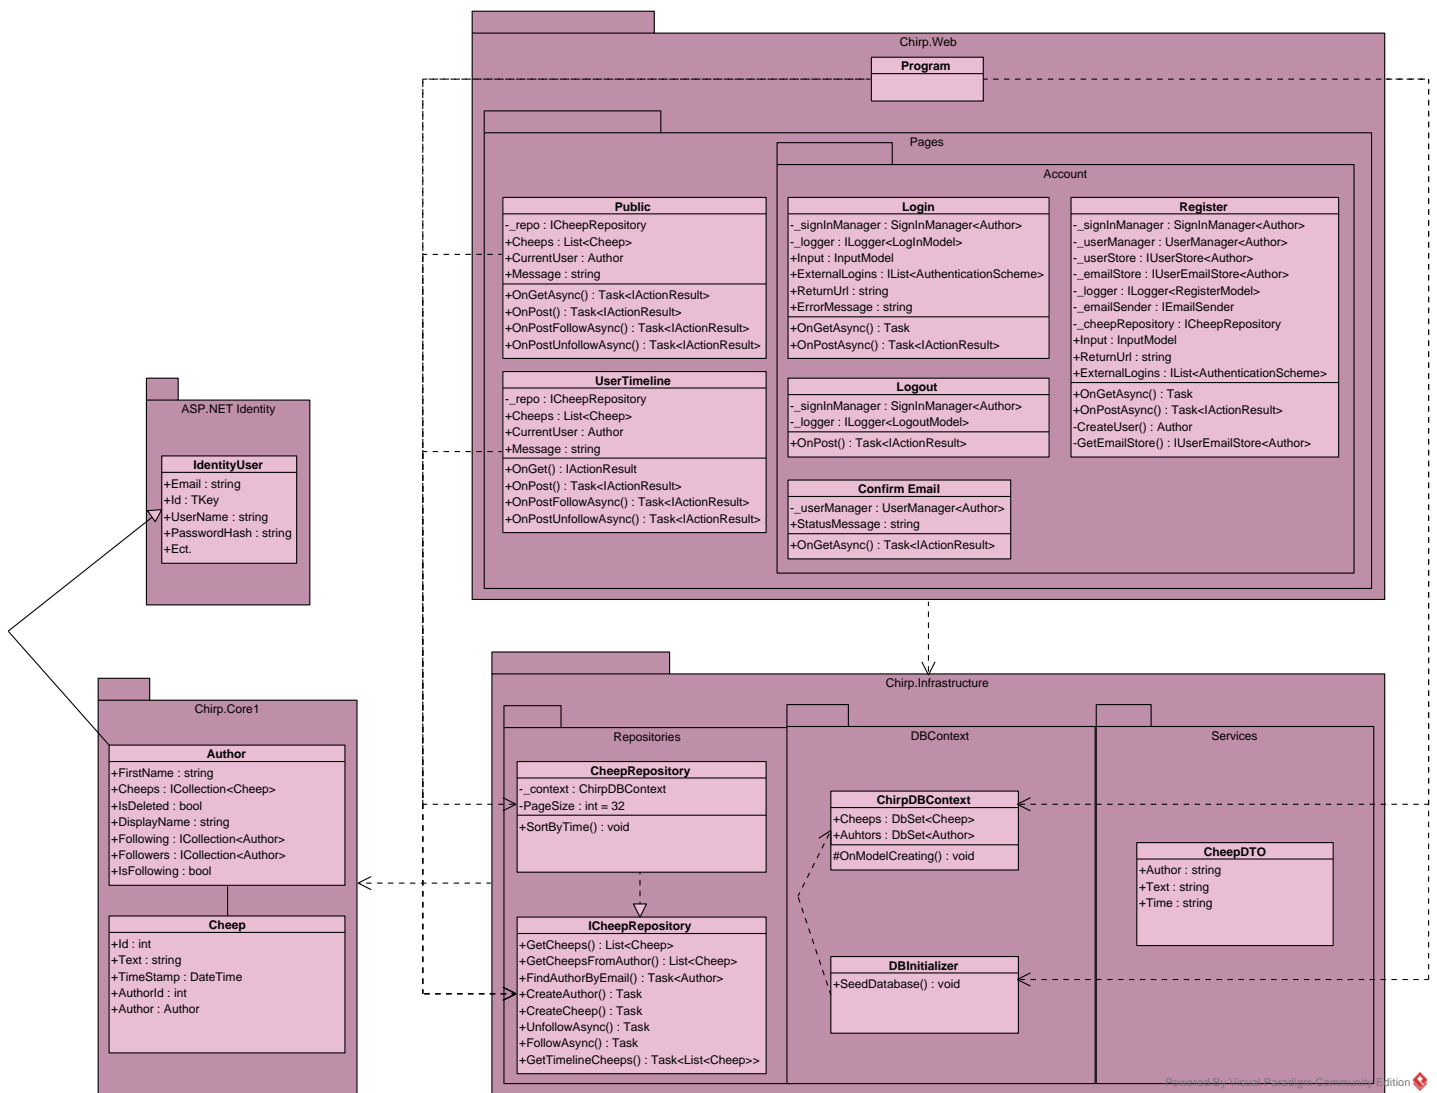 Chirp.Web
Program
Pages
Account
Public
-_repo : ICheepRepository
+Cheeps : List<Cheep>
+CurrentUser : Author
+Message : string
+OnGetAsync() : Task<IActionResult>
+OnPost() : Task<IActionResult>
+OnPostFollowAsync() : Task<IActionResult>
+OnPostUnfollowAsync() : Task<IActionResult>
Login
-_signInManager : SignInManager<Author>
-_logger : ILogger<LogInModel>
+Input : InputModel
+ExternalLogins : IList<AuthenticationScheme>
+ReturnUrl : string
+ErrorMessage : string
+OnGetAsync() : Task
+OnPostAsync() : Task<IActionResult>
Register
-_signInManager : SignInManager<Author>
-_userManager : UserManager<Author>
-_userStore : IUserStore<Author>
-_emailStore : IUserEmailStore<Author>
-_logger : ILogger<RegisterModel>
-_emailSender : IEmailSender
-_cheepRepository : ICheepRepository
+Input : InputModel
+ReturnUrl : string
+ExternalLogins : IList<AuthenticationScheme>
+OnGetAsync() : Task
+OnPostAsync() : Task<IActionResult>
-CreateUser() : Author
-GetEmailStore() : IUserEmailStore<Author>
UserTimeline
-_repo : ICheepRepository
+Cheeps : List<Cheep>
+CurrentUser : Author
+Message : string
+OnGet() : IActionResult
+OnPost() : Task<IActionResult>
+OnPostFollowAsync() : Task<IActionResult>
+OnPostUnfollowAsync() : Task<IActionResult>
Logout
-_signInManager : SignInManager<Author>
-_logger : ILogger<LogoutModel>
+OnPost() : Task<IActionResult>
Confirm Email
-_userManager : UserManager<Author>
+StatusMessage : string
+OnGetAsync() : Task<IActionResult>
ASP.NET Identity
IdentityUser
+Email : string
+Id : TKey
+UserName : string
+PasswordHash : string
+Ect.
Chirp.Core1
Author
+FirstName : string
+Cheeps : ICollection<Cheep>
+IsDeleted : bool
+DisplayName : string
+Following : ICollection<Author>
+Followers : ICollection<Author>
+IsFollowing : bool
Cheep
+Id : int
+Text : string
+TimeStamp : DateTime
+AuthorId : int
+Author : Author
Chirp.Infrastructure
Repositories
CheepRepository
-_context : ChirpDBContext
-PageSize : int = 32
+SortByTime() : void
ICheepRepository
+GetCheeps() : List<Cheep>
+GetCheepsFromAuthor() : List<Cheep>
+FindAuthorByEmail() : Task<Author>
+CreateAuthor() : Task
+CreateCheep() : Task
+UnfollowAsync() : Task
+FollowAsync() : Task
+GetTimelineCheeps() : Task<List<Cheep>>
DBContext
ChirpDBContext
+Cheeps : DbSet<Cheep>
+Auhtors : DbSet<Author>
#OnModelCreating() : void
DBInitializer
+SeedDatabase() : void
Services
CheepDTO
+Author : string
+Text : string
+Time : string
Powered By Visual Paradigm Community Edition